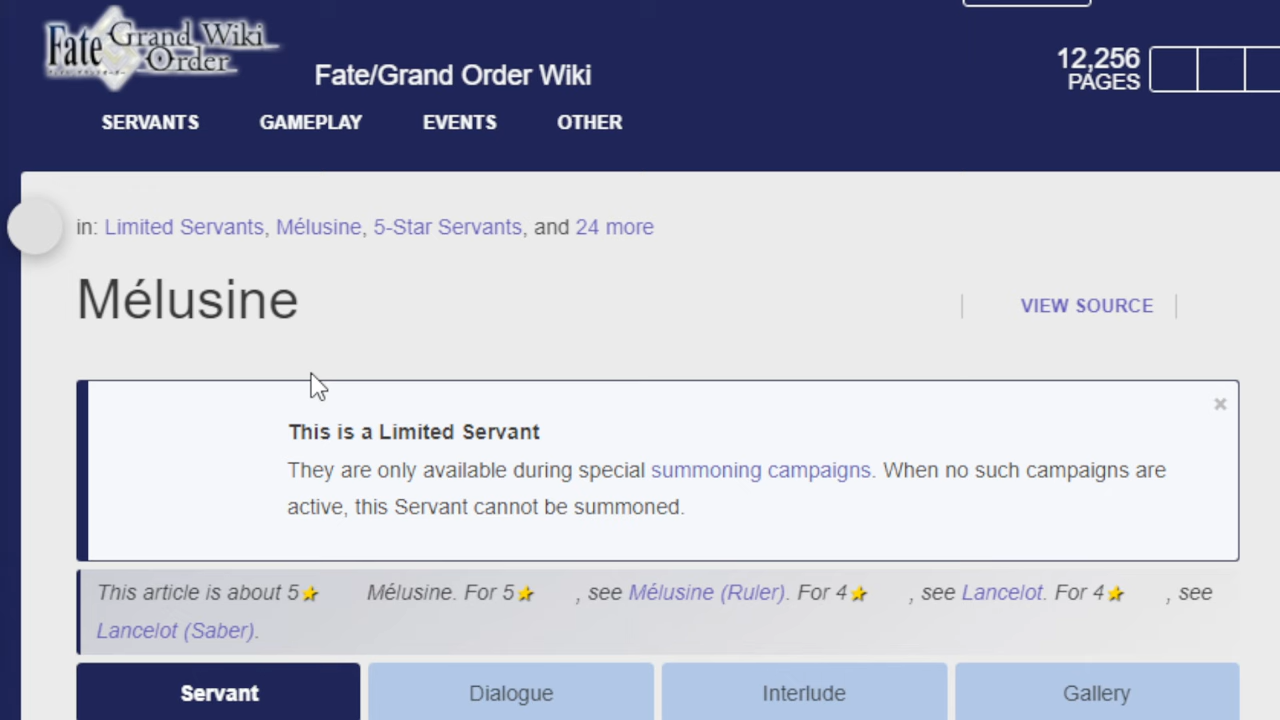 Fate Grand Wiki
Order
Fate/Grand Order Wiki
12,256
PAGES
SERVANTS GAMEPLAY EVENTS OTHER
in: Limited Servants, Mélusine, 5-Star Servants, and 24 more
Mélusine
VIEW SOURCE
This is a Limited Servant
They are only available during special summoning campaigns. When no such campaigns are
active, this Servant cannot be summoned.
This article is about 5⭐ Mélusine. For 5⭐ , see Mélusine (Ruler). For 4⭐ , see Lancelot. For 4⭐ , see
Lancelot (Saber).
Servant Dialogue Interlude Gallery